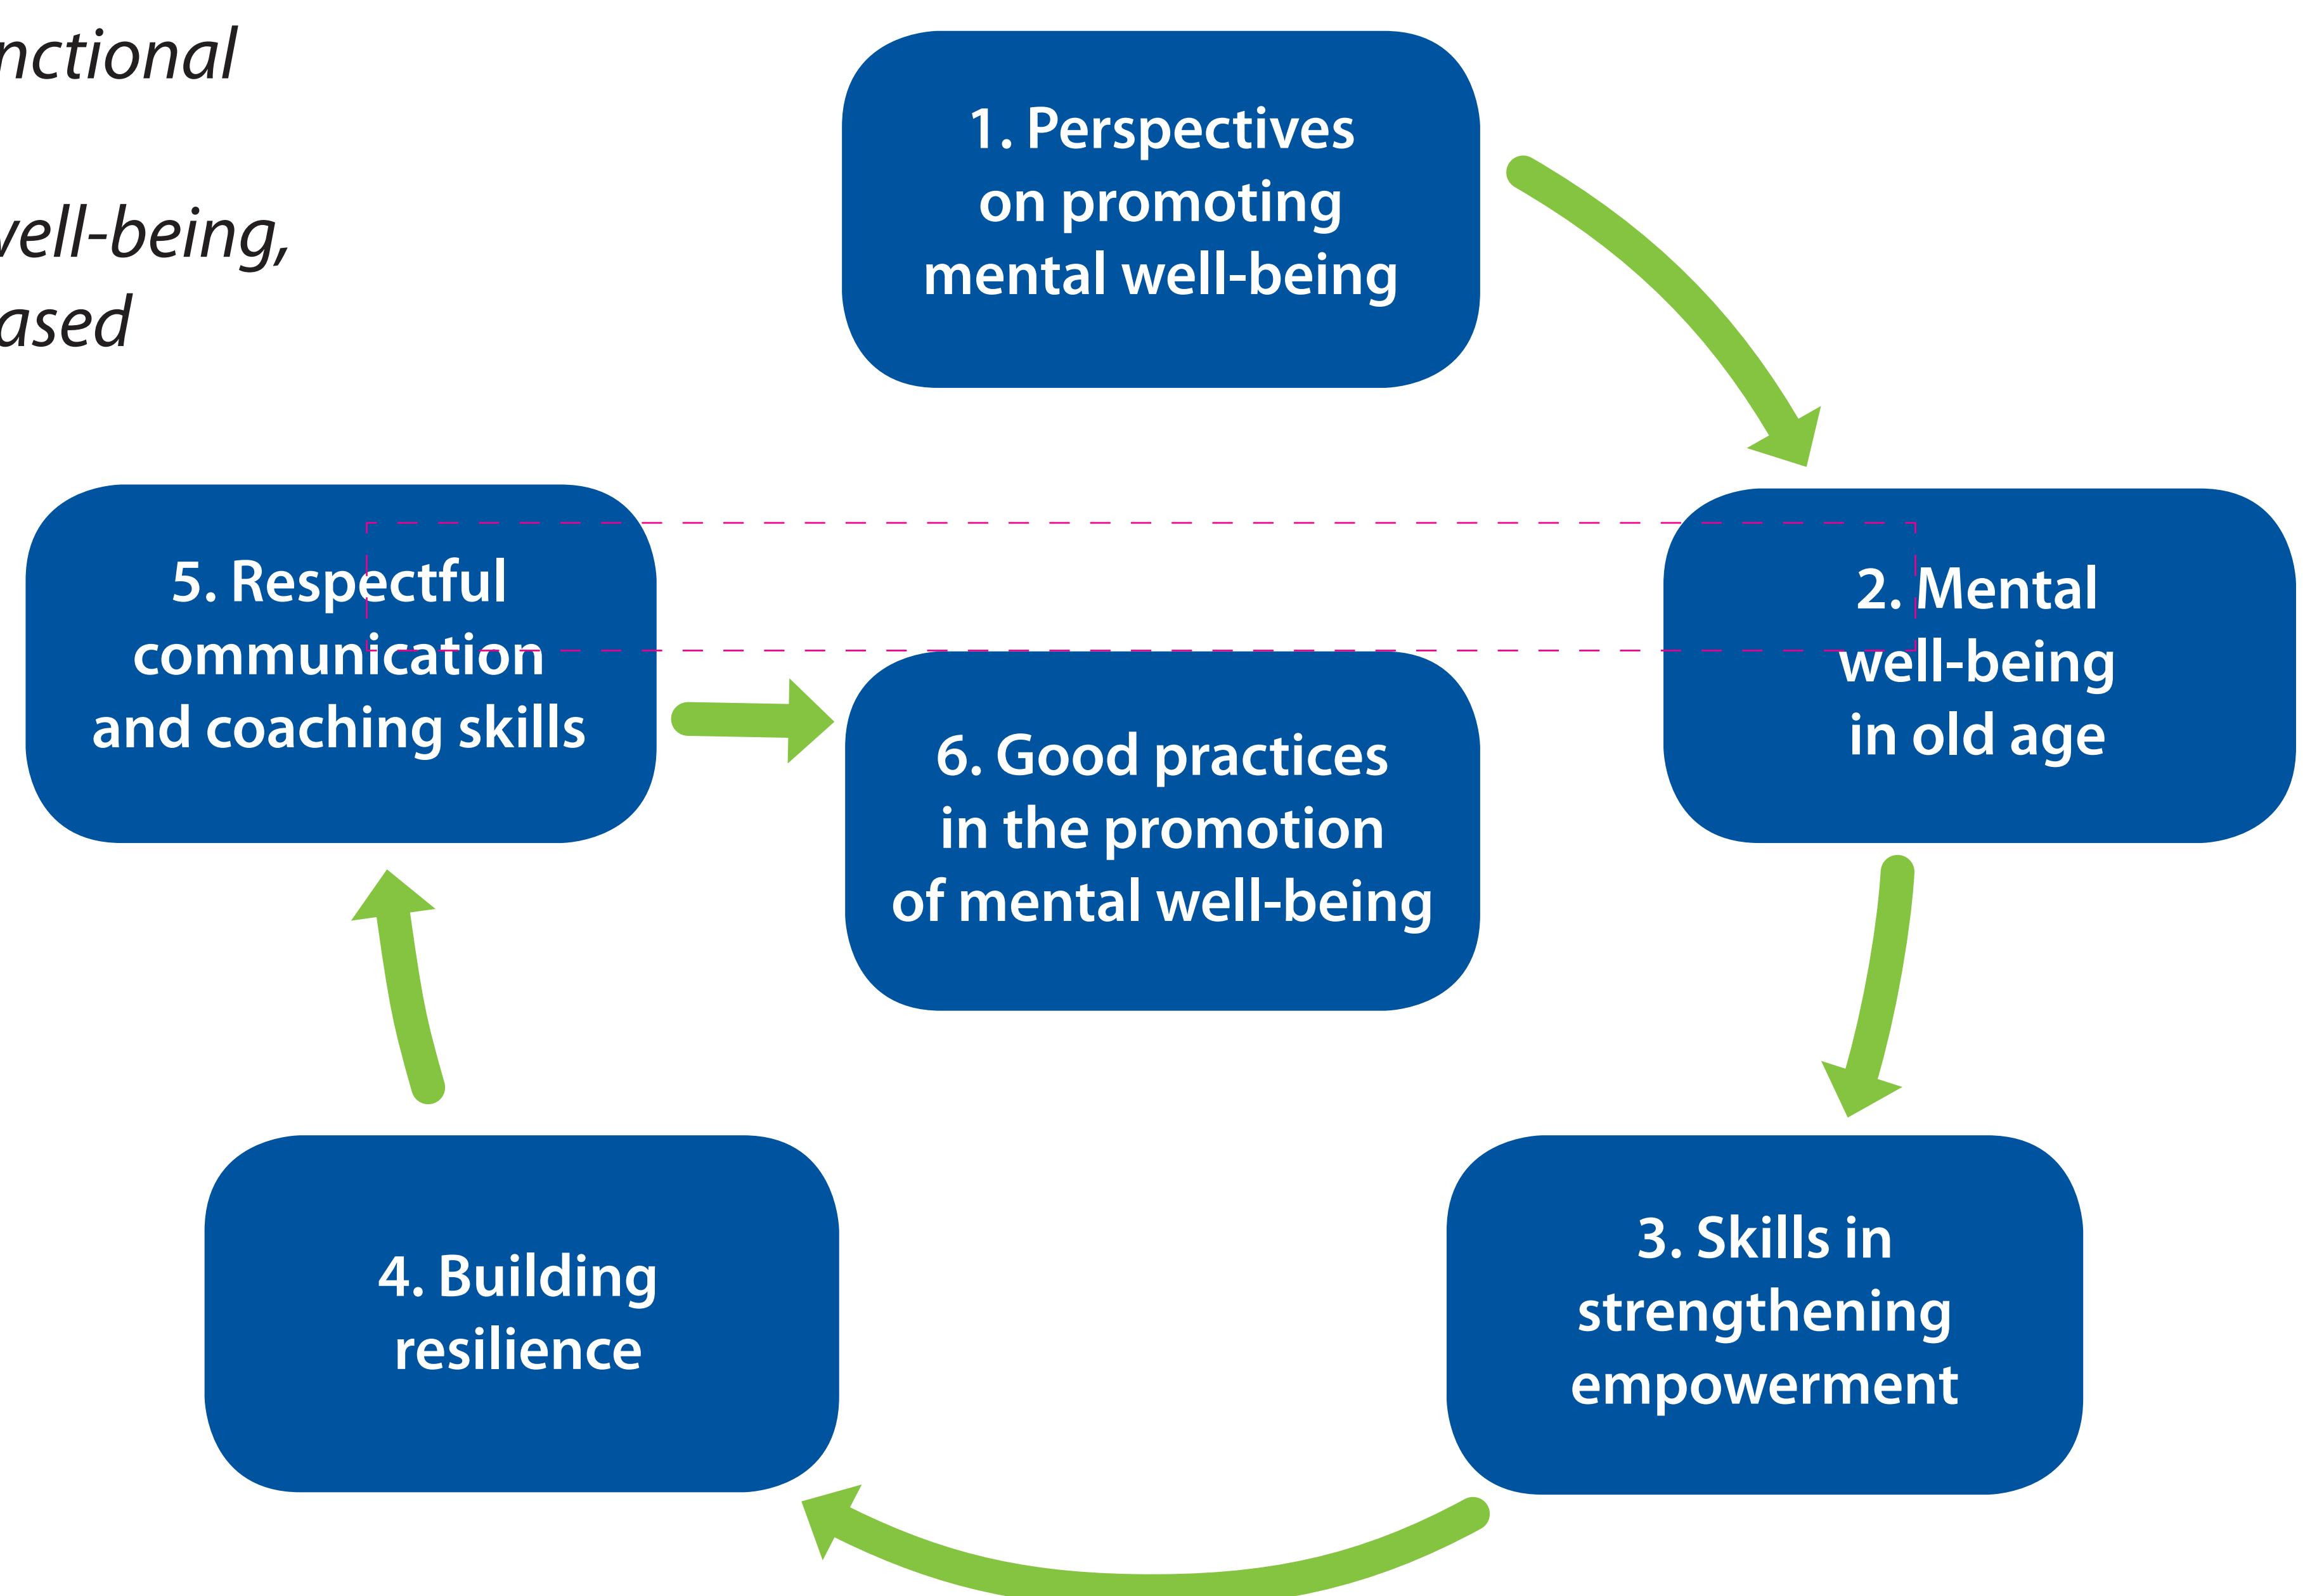 nctional
well-being,
ased
1. Perspectives
on promoting
mental well-being
2. Mental
well-being
in old age
3. Skills in
strengthening
empowerment
4. Building
resilience
5. Respectful
communication
and coaching skills
6. Good practices
in the promotion
of mental well-being